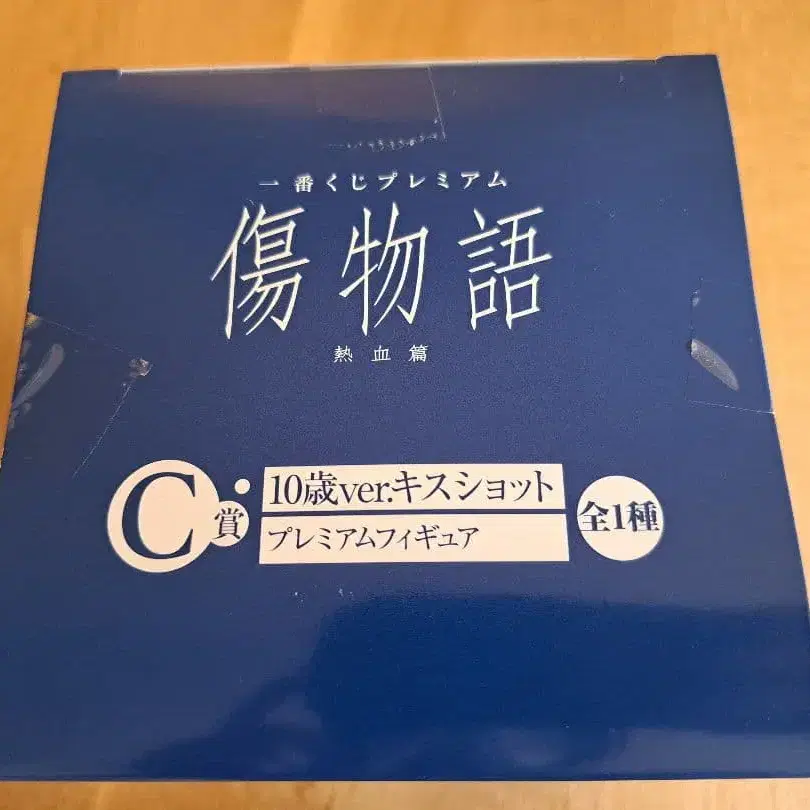 一番くじプレミアム
傷物語
熱血篇
C賞
10歳ver.キスショット
プレミアムフィギュア
全1種